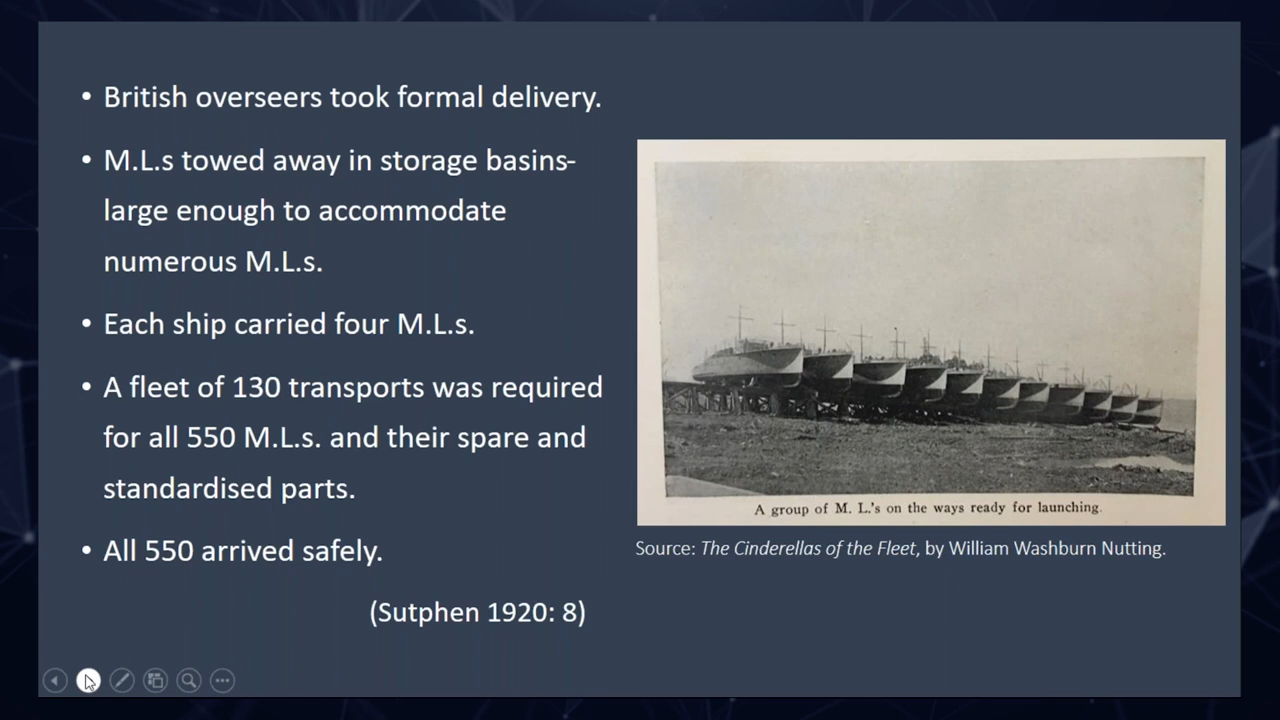 • British overseers took formal delivery.
• M.L.s towed away in storage basins-
large enough to accommodate
numerous M.L.s.
• Each ship carried four M.L.s.
• A fleet of 130 transports was required
for all 550 M.L.s. and their spare and
standardised parts.
• All 550 arrived safely.
(Sutphen 1920: 8)
A group of M. L.'s on the ways ready for launching.
Source: The Cinderellas of the Fleet, by William Washburn Nutting.